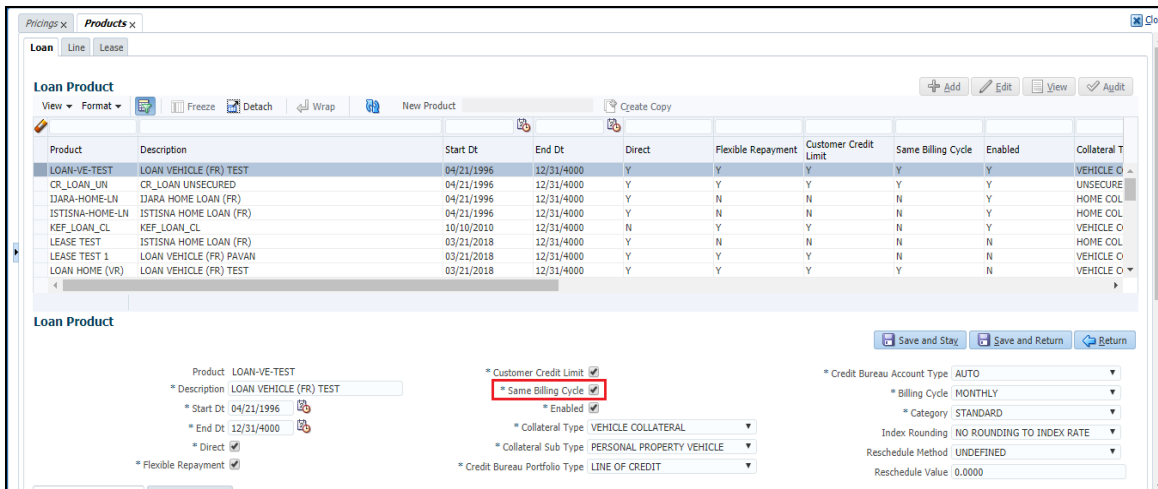 Pricings x Products x Clo
Loan Line Lease
Loan Product
Add Edit View Audit
View Format Freeze Detach Wrap New Product Create Copy
Product Description Start Dt End Dt Direct Flexible Repayment Customer Credit Limit Same Billing Cycle Enabled Collateral T
LOAN-VE-TEST LOAN VEHICLE (FR) TEST 04/21/1996 12/31/4000 Y Y Y Y Y VEHICLE CO
CR_LOAN_UN CR_LOAN UNSECURED 04/21/1996 12/31/4000 Y Y Y Y Y UNSECURE
IJARA-HOME-LN IJARA HOME LOAN (FR) 04/21/1996 12/31/4000 Y N N N Y HOME COL
ISTISNA-HOME-LN ISTISNA HOME LOAN (FR) 04/21/1996 12/31/4000 Y N N N Y HOME COL
KEF_LOAN_CL KEF_LOAN_CL 10/10/2010 12/31/4000 N Y Y N Y VEHICLE CO
LEASE TEST ISTISNA HOME LOAN (FR) 03/21/2018 12/31/4000 Y N N N N HOME COL
LEASE TEST 1 LOAN VEHICLE (FR) PAVAN 03/21/2018 12/31/4000 Y Y Y N N VEHICLE CO
LOAN HOME (VR) LOAN VEHICLE (FR) TEST 03/21/2018 12/31/4000 Y Y Y Y N VEHICLE CO
Loan Product
Save and Stay Save and Return Return
Product LOAN-VE-TEST
* Description LOAN VEHICLE (FR) TEST
* Start Dt 04/21/1996
* End Dt 12/31/4000
* Direct
* Flexible Repayment
* Customer Credit Limit
* Same Billing Cycle
* Enabled
* Collateral Type VEHICLE COLLATERAL
* Collateral Sub Type PERSONAL PROPERTY VEHICLE
* Credit Bureau Portfolio Type LINE OF CREDIT
* Credit Bureau Account Type AUTO
* Billing Cycle MONTHLY
* Category STANDARD
Index Rounding NO ROUNDING TO INDEX RATE
Reschedule Method UNDEFINED
Reschedule Value 0.0000